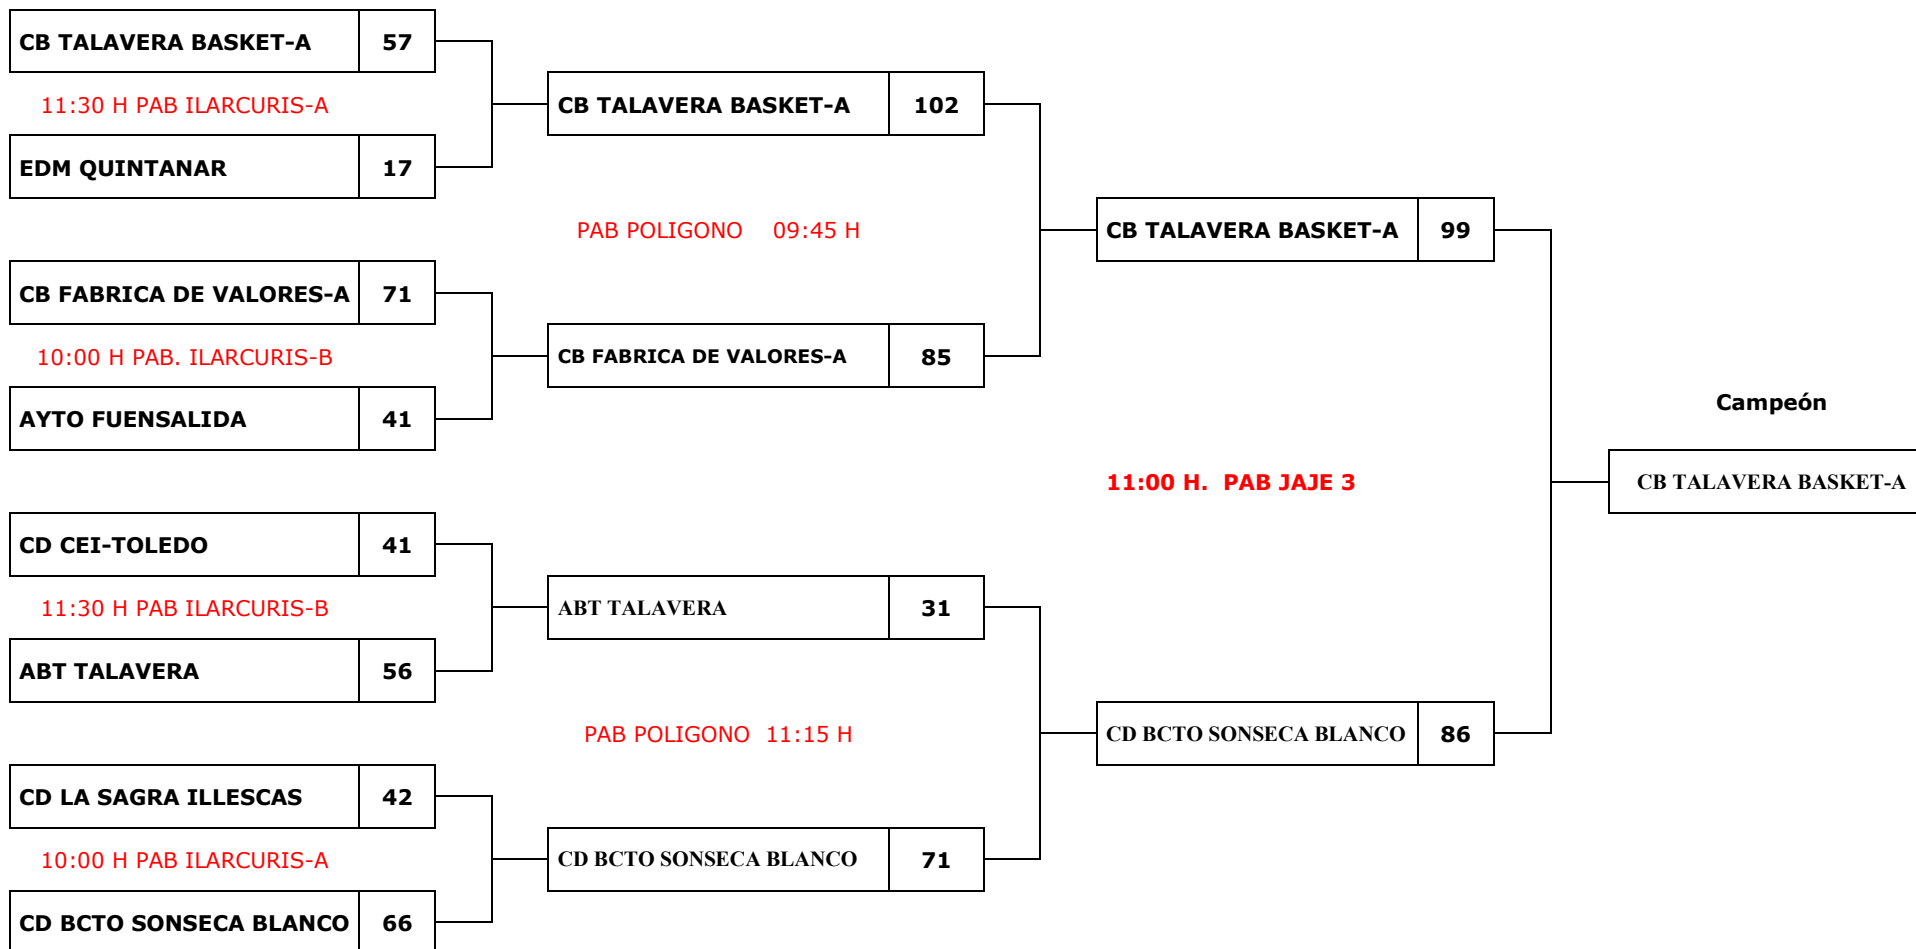 CB TALAVERA BASKET-A 57
11:30 H PAB ILARCURIS-A
EDM QUINTANAR 17
CB FABRICA DE VALORES-A 71
10:00 H PAB. ILARCURIS-B
AYTO FUENSALIDA 41
CD CEI-TOLEDO 41
11:30 H PAB ILARCURIS-B
ABT TALAVERA 56
CD LA SAGRA ILLESCAS 42
10:00 H PAB ILARCURIS-A
CD BCTO SONSECA BLANCO 66
CB TALAVERA BASKET-A 102
PAB POLIGONO 09:45 H
CB FABRICA DE VALORES-A 85
ABT TALAVERA 31
PAB POLIGONO 11:15 H
CD BCTO SONSECA BLANCO 71
CB TALAVERA BASKET-A 99
11:00 H. PAB JAJE 3
CD BCTO SONSECA BLANCO 86
Campeón
CB TALAVERA BASKET-A